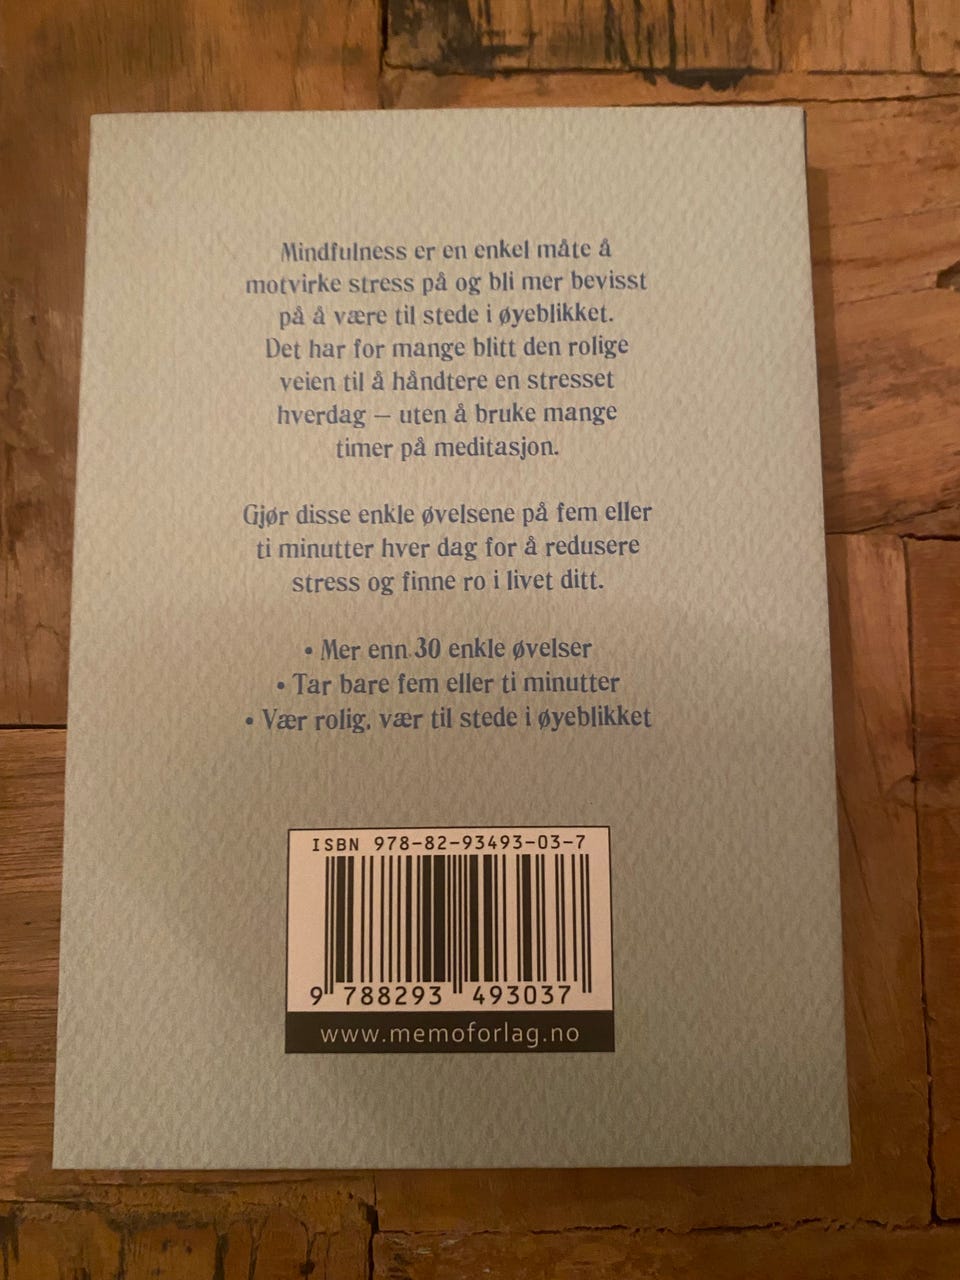 Mindfulness er en enkel måte å
motvirke stress på og bli mer bevisst
på å være til stede i øyeblikket.
Det har for mange blitt den rolige
veien til å håndtere en stresset
hverdag – uten å bruke mange
timer på meditasjon.
Gjør disse enkle øvelsene på fem eller
ti minutter hver dag for å redusere
stress og finne ro i livet ditt.
• Mer enn 30 enkle øvelser
• Tar bare fem eller ti minutter
• Vær rolig, vær til stede i øyeblikket
ISBN 978-82-93493-03-7
9 788293 493037
www.memoforlag.no